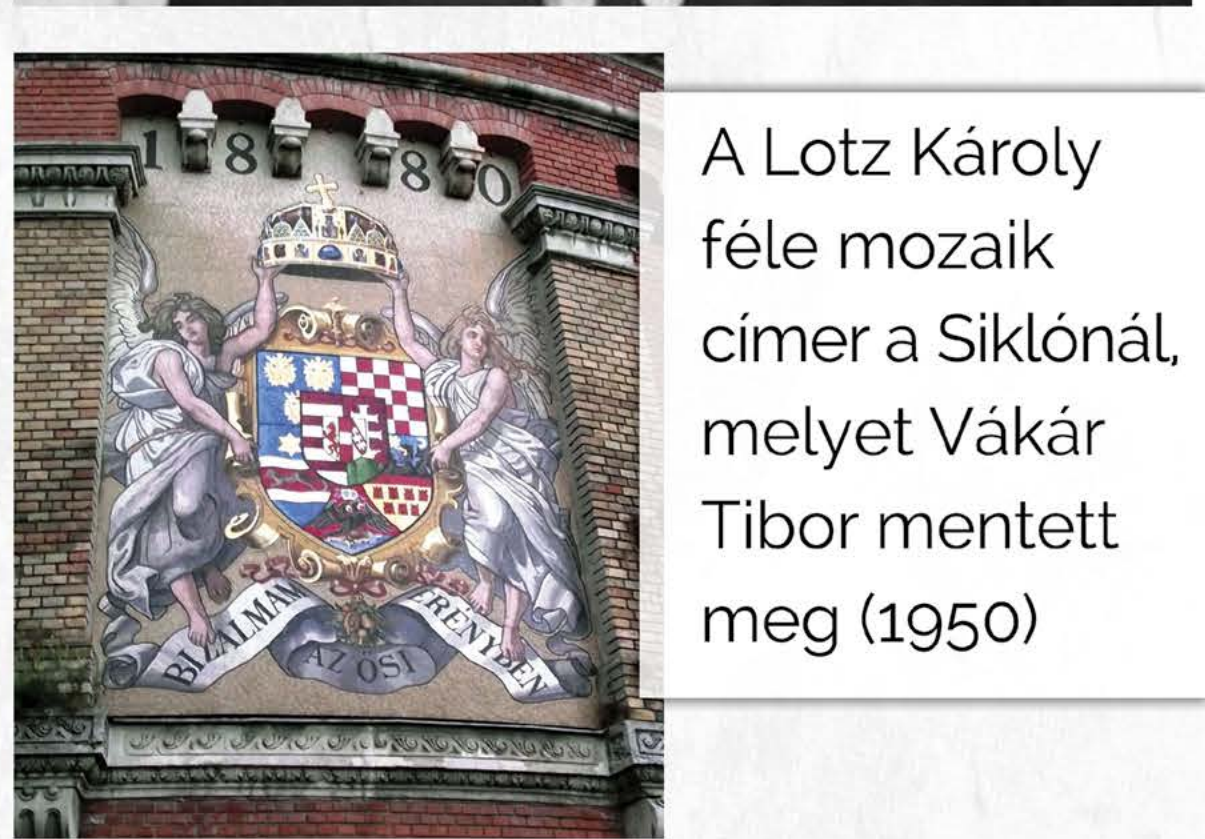 1880
BIZALMAM
AZ ŐSI
ERÉNYBEN
A Lotz Károly
féle mozaik
címer a Siklónál,
melyet Vákár
Tibor mentett
meg (1950)